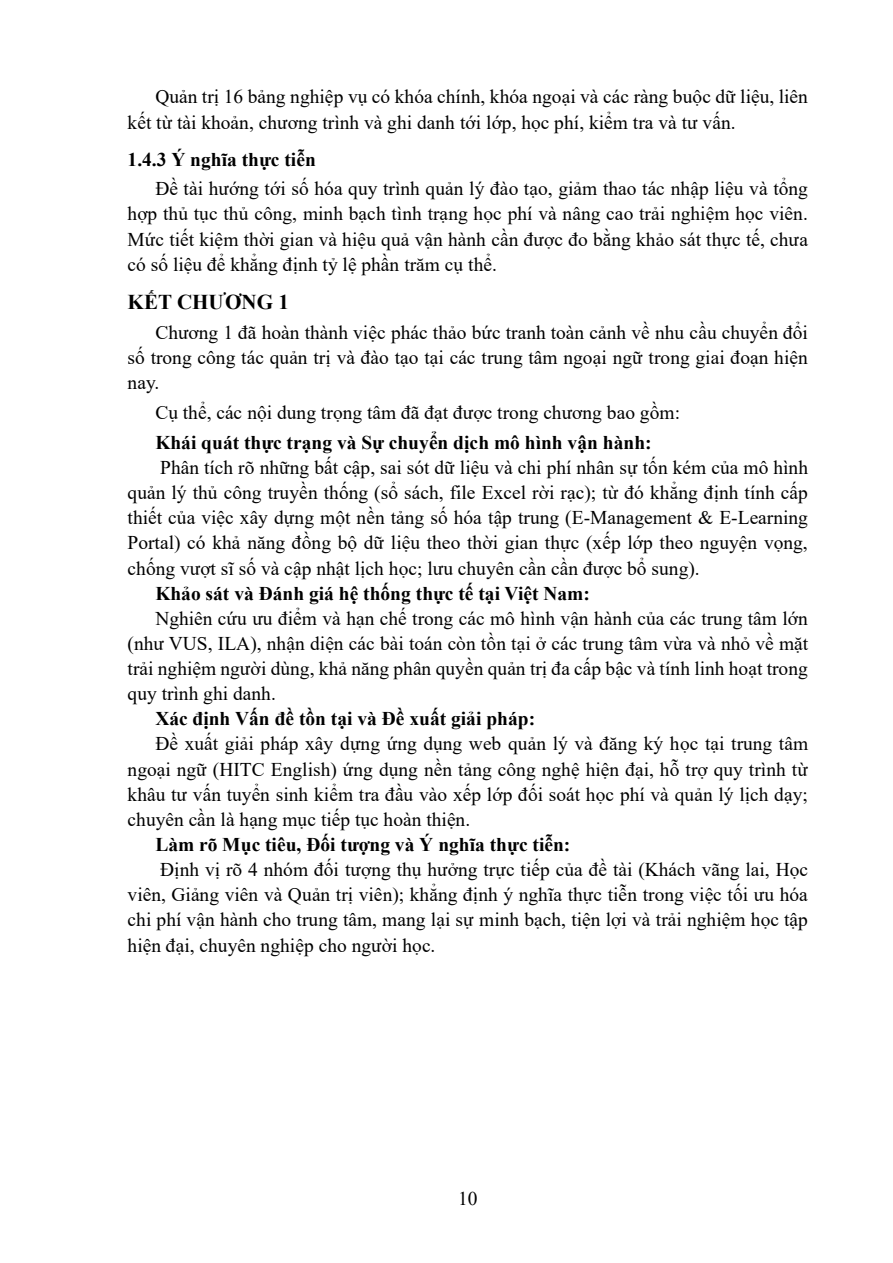 Quản trị 16 bảng nghiệp vụ có khóa chính, khóa ngoại và các ràng buộc dữ liệu, liên
kết từ tài khoản, chương trình và ghi danh tới lớp, học phí, kiểm tra và tư vấn.
1.4.3 Ý nghĩa thực tiễn
Đề tài hướng tới số hóa quy trình quản lý đào tạo, giảm thao tác nhập liệu và tổng
hợp thủ tục thủ công, minh bạch tình trạng học phí và nâng cao trải nghiệm học viên.
Mức tiết kiệm thời gian và hiệu quả vận hành cần được đo bằng khảo sát thực tế, chưa
có số liệu để khẳng định tỷ lệ phần trăm cụ thể.
KẾT CHƯƠNG 1
Chương 1 đã hoàn thành việc phác thảo bức tranh toàn cảnh về nhu cầu chuyển đổi
số trong công tác quản trị và đào tạo tại các trung tâm ngoại ngữ trong giai đoạn hiện
nay.
Cụ thể, các nội dung trọng tâm đã đạt được trong chương bao gồm:
Khái quát thực trạng và Sự chuyển dịch mô hình vận hành:
Phân tích rõ những bất cập, sai sót dữ liệu và chi phí nhân sự tốn kém của mô hình
quản lý thủ công truyền thống (sổ sách, file Excel rời rạc); từ đó khẳng định tính cấp
thiết của việc xây dựng một nền tảng số hóa tập trung (E-Management & E-Learning
Portal) có khả năng đồng bộ dữ liệu theo thời gian thực (xếp lớp theo nguyện vọng,
chống vượt sĩ số và cập nhật lịch học; lưu chuyên cần cần được bổ sung).
Khảo sát và Đánh giá hệ thống thực tế tại Việt Nam:
Nghiên cứu ưu điểm và hạn chế trong các mô hình vận hành của các trung tâm lớn
(như VUS, ILA), nhận diện các bài toán còn tồn tại ở các trung tâm vừa và nhỏ về mặt
trải nghiệm người dùng, khả năng phân quyền quản trị đa cấp bậc và tính linh hoạt trong
quy trình ghi danh.
Xác định Vấn đề tồn tại và Đề xuất giải pháp:
Đề xuất giải pháp xây dựng ứng dụng web quản lý và đăng ký học tại trung tâm
ngoại ngữ (HITC English) ứng dụng nền tảng công nghệ hiện đại, hỗ trợ quy trình từ
khâu tư vấn tuyển sinh kiểm tra đầu vào xếp lớp đối soát học phí và quản lý lịch dạy;
chuyên cần là hạng mục tiếp tục hoàn thiện.
Làm rõ Mục tiêu, Đối tượng và Ý nghĩa thực tiễn:
Định vị rõ 4 nhóm đối tượng thụ hưởng trực tiếp của đề tài (Khách vãng lai, Học
viên, Giảng viên và Quản trị viên); khẳng định ý nghĩa thực tiễn trong việc tối ưu hóa
chi phí vận hành cho trung tâm, mang lại sự minh bạch, tiện lợi và trải nghiệm học tập
hiện đại, chuyên nghiệp cho người học.
10